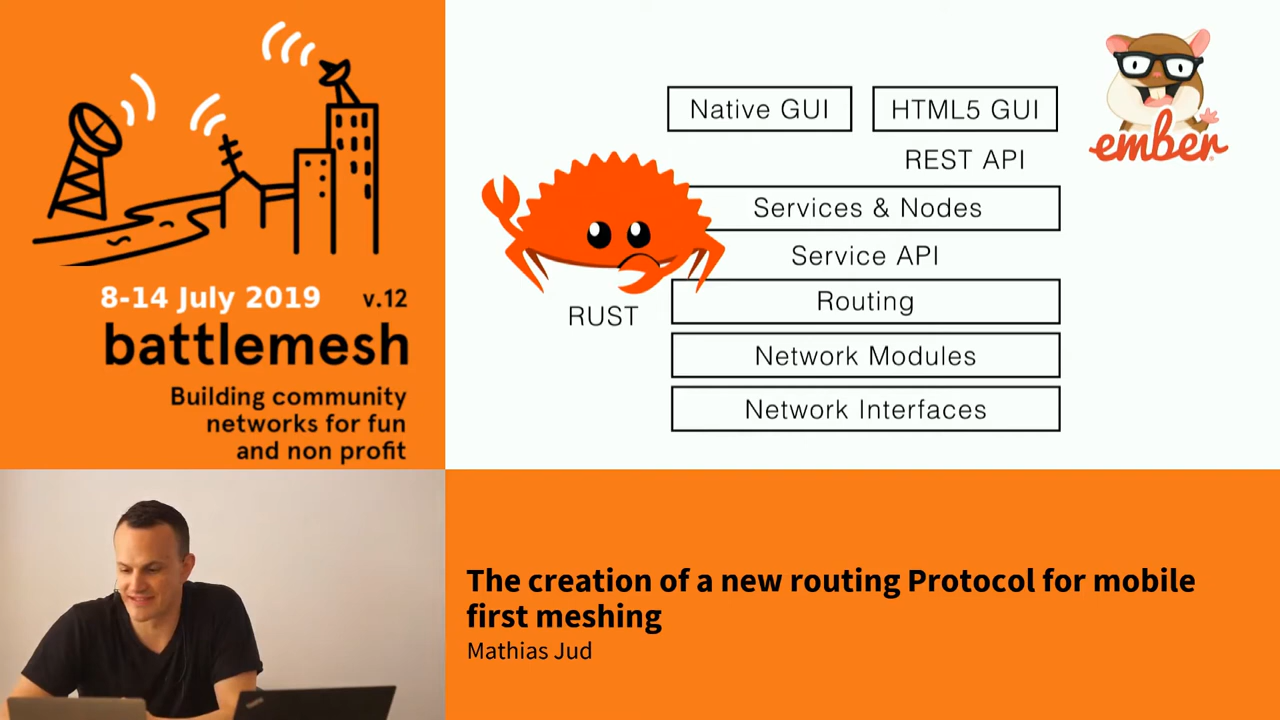 8-14 July 2019 v.12
battlemesh
Building community
networks for fun
and non profit
Native GUI HTML5 GUI
ember
REST API
Services & Nodes
Service API
Routing
RUST
Network Modules
Network Interfaces
The creation of a new routing Protocol for mobile
first meshing
Mathias Jud